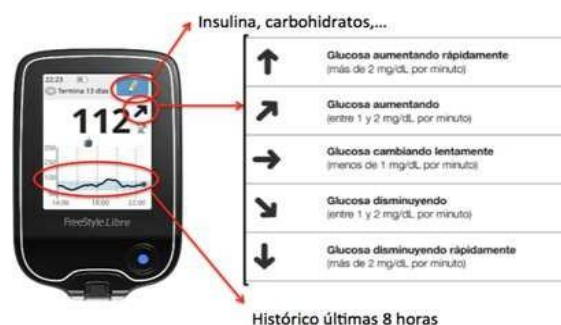 Insulina, carbohidratos,...
22:23
Termina 13 días
112
Glucosa aumentando rápidamente
(más de 2 mg/dL por minuto)
Glucosa aumentando
(entre 1 y 2 mg/dL por minuto)
Glucosa cambiando lentamente
(menos de 1 mg/dL por minuto)
Glucosa disminuyendo
(entre 1 y 2 mg/dL por minuto)
Glucosa disminuyendo rápidamente
(más de 2 mg/dL por minuto)
14:06 18:00 22:00
FreeStyle Libre
Histórico últimas 8 horas